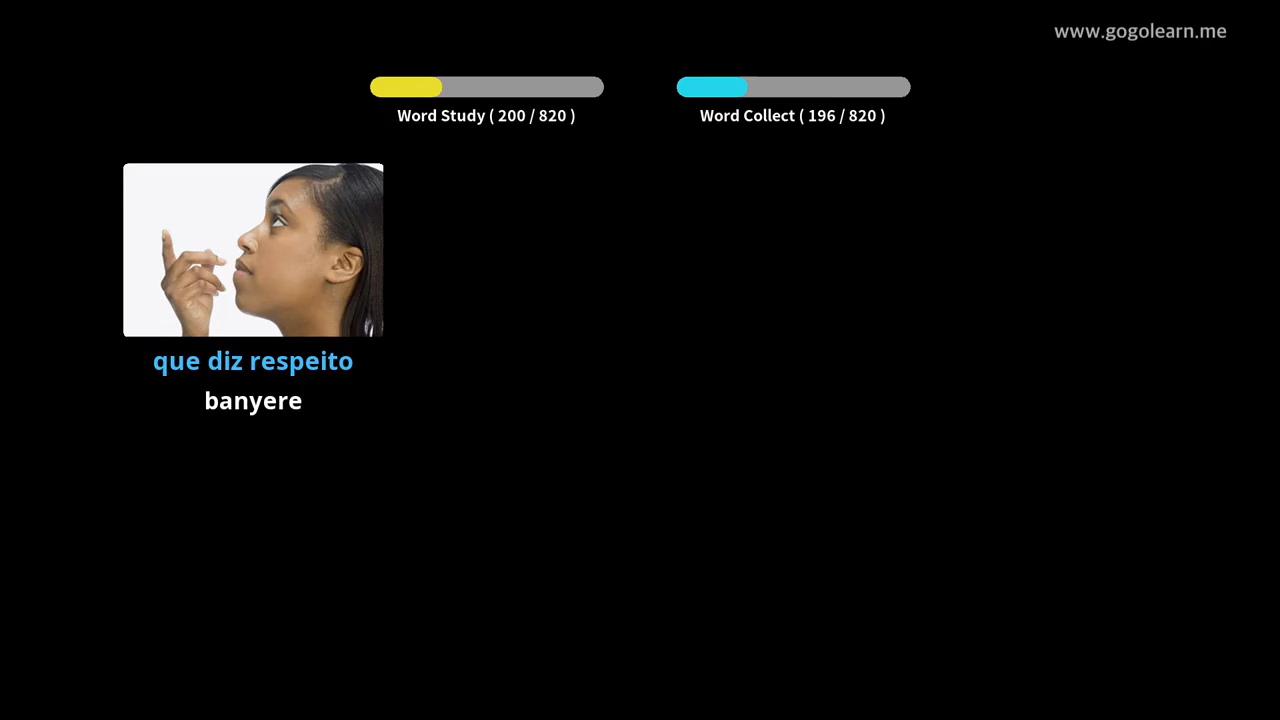 www.gogolearn.me
Word Study ( 200 / 820 )
Word Collect ( 196 / 820 )
que diz respeito
banyere